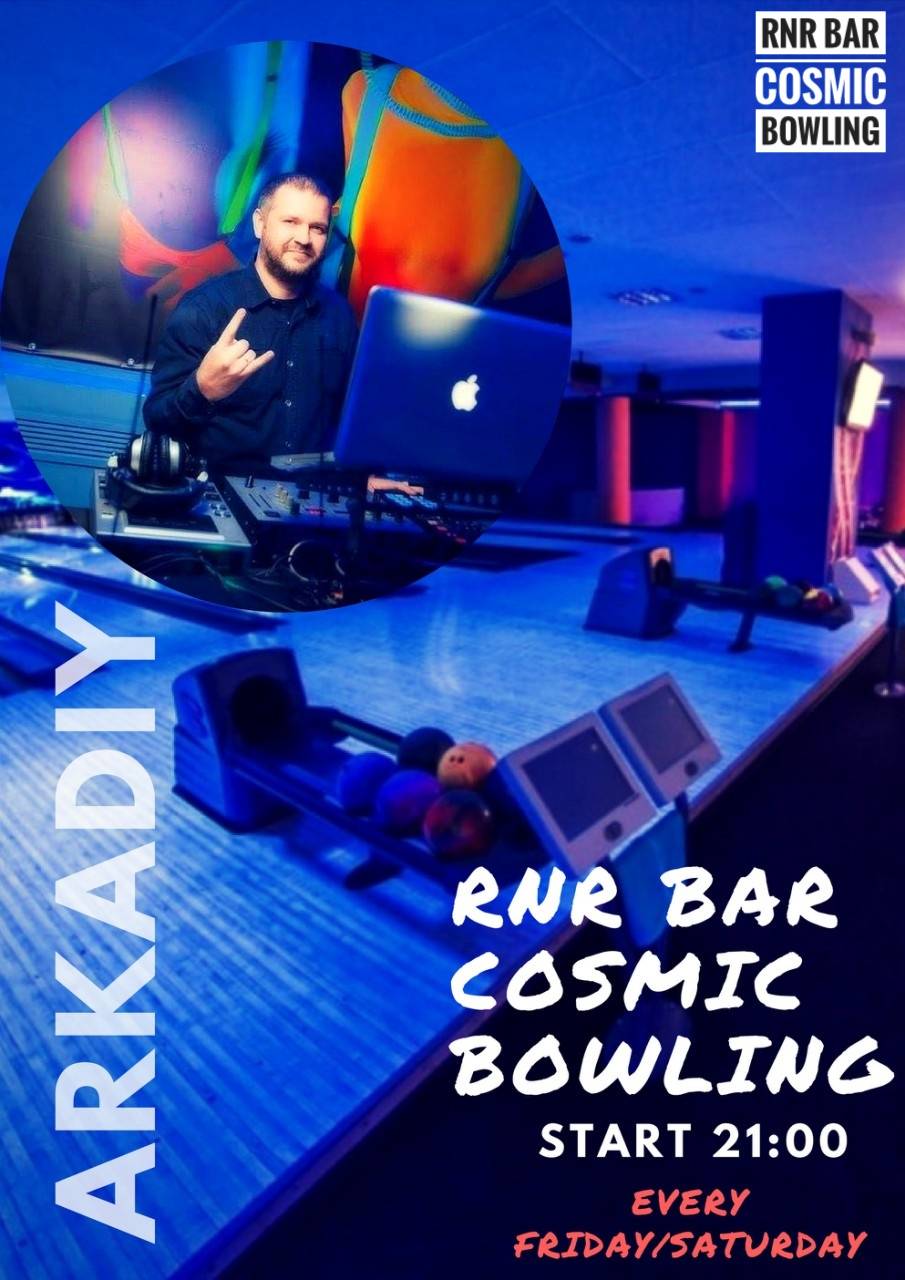 RNR BAR
COSMIC
BOWLING
ARKADIY
RNR BAR
COSMIC
BOWLING
START 21:00
EVERY
FRIDAY/SATURDAY